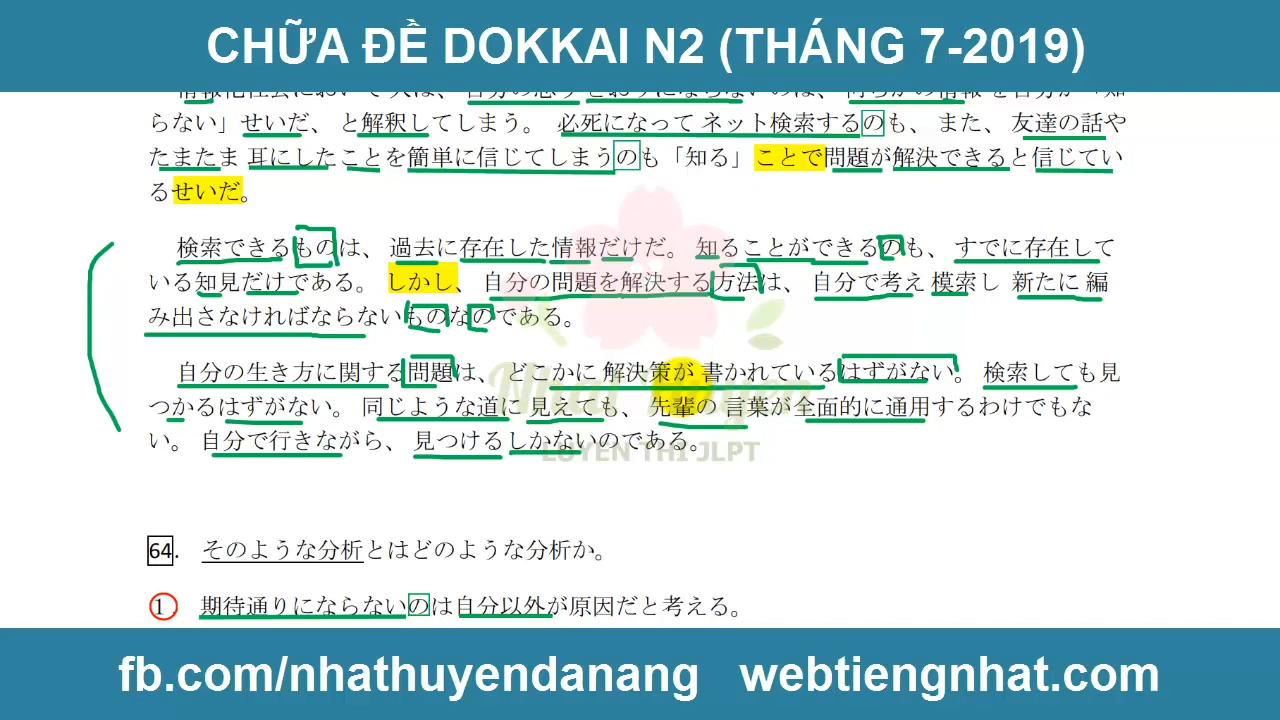 CHỮA ĐỀ DOKKAI N2 (THÁNG 7-2019)
らない」せいだ、と解釈してしまう。必死になって ネット検索するのも、また、友達の話や
たまたま 耳にしたことを簡単に信じてしまうのも「知る」ことで問題が解決できると信じてい
るせいだ。
検索できるものは、過去に存在した情報だけだ。知ることができるのも、すでに存在して
いる知見だけである。しかし、自分の問題を解決する方法は、自分で考え 模索し 新たに 編
み出さなければならないものなのである。
自分の生き方に関する問題は、どこかに 解決策が 書かれているはずがない。検索しても見
つかるはずがない。同じような道に 見えても、先輩の 言葉が全面的に通用するわけでもな
い。自分で行きながら、見つけるしかないのである。
Nhat Huyen
LUYỆN THI JLPT
64. そのような分析とはどのような分析か。
1 期待通りにならないのは自分以外が原因だと考える。
fb.com/nhathuyendanang webtiengnhat.com